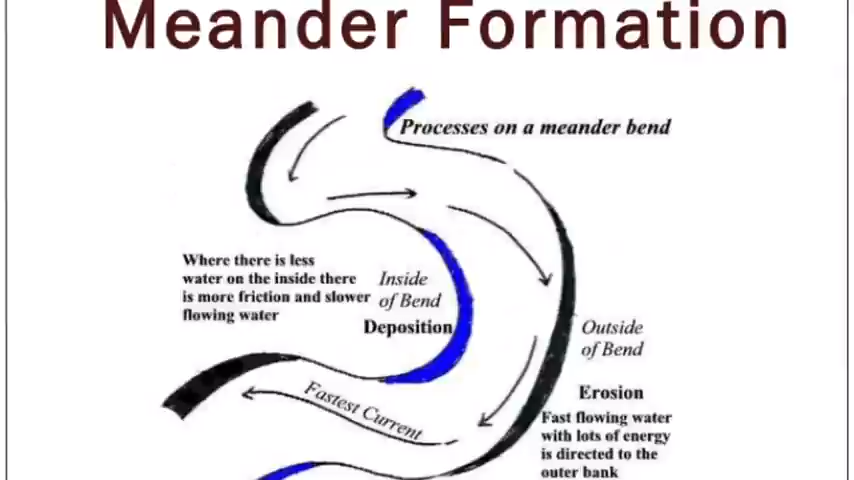 Meander Formation
Processes on a meander bend
Where there is less
water on the inside there
is more friction and slower
flowing water
Inside
of Bend
Deposition
Outside
of Bend
Erosion
Fast flowing water
with lots of energy
is directed to the
outer bank
Fastest Current